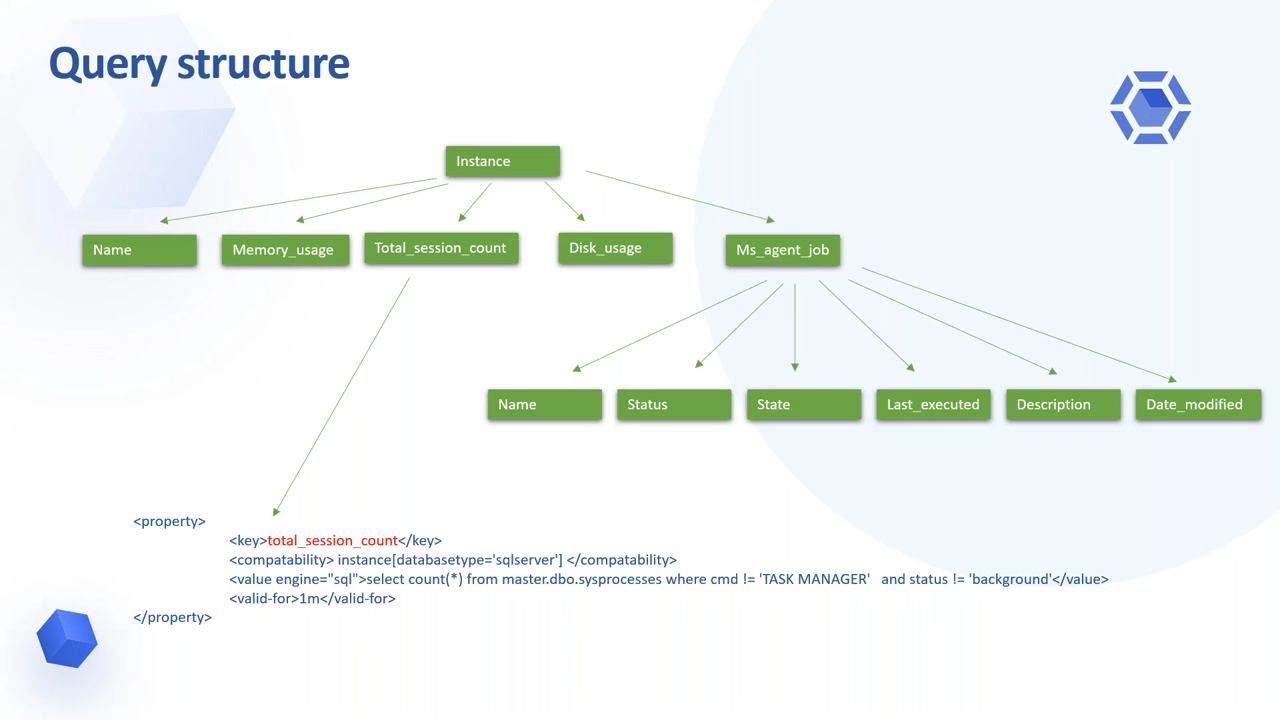 Query structure
Instance
Name
Memory_usage
Total_session_count
Disk_usage
Ms_agent_job
Name
Status
State
Last_executed
Description
Date_modified
<property>
<key>total_session_count</key>
<compatability> instance[databasetype='sqlserver'] </compatability>
<value engine="sql">select count(*) from master.dbo.sysprocesses where cmd != 'TASK MANAGER'   and status != 'background'</value>
<valid-for>1m</valid-for>
</property>